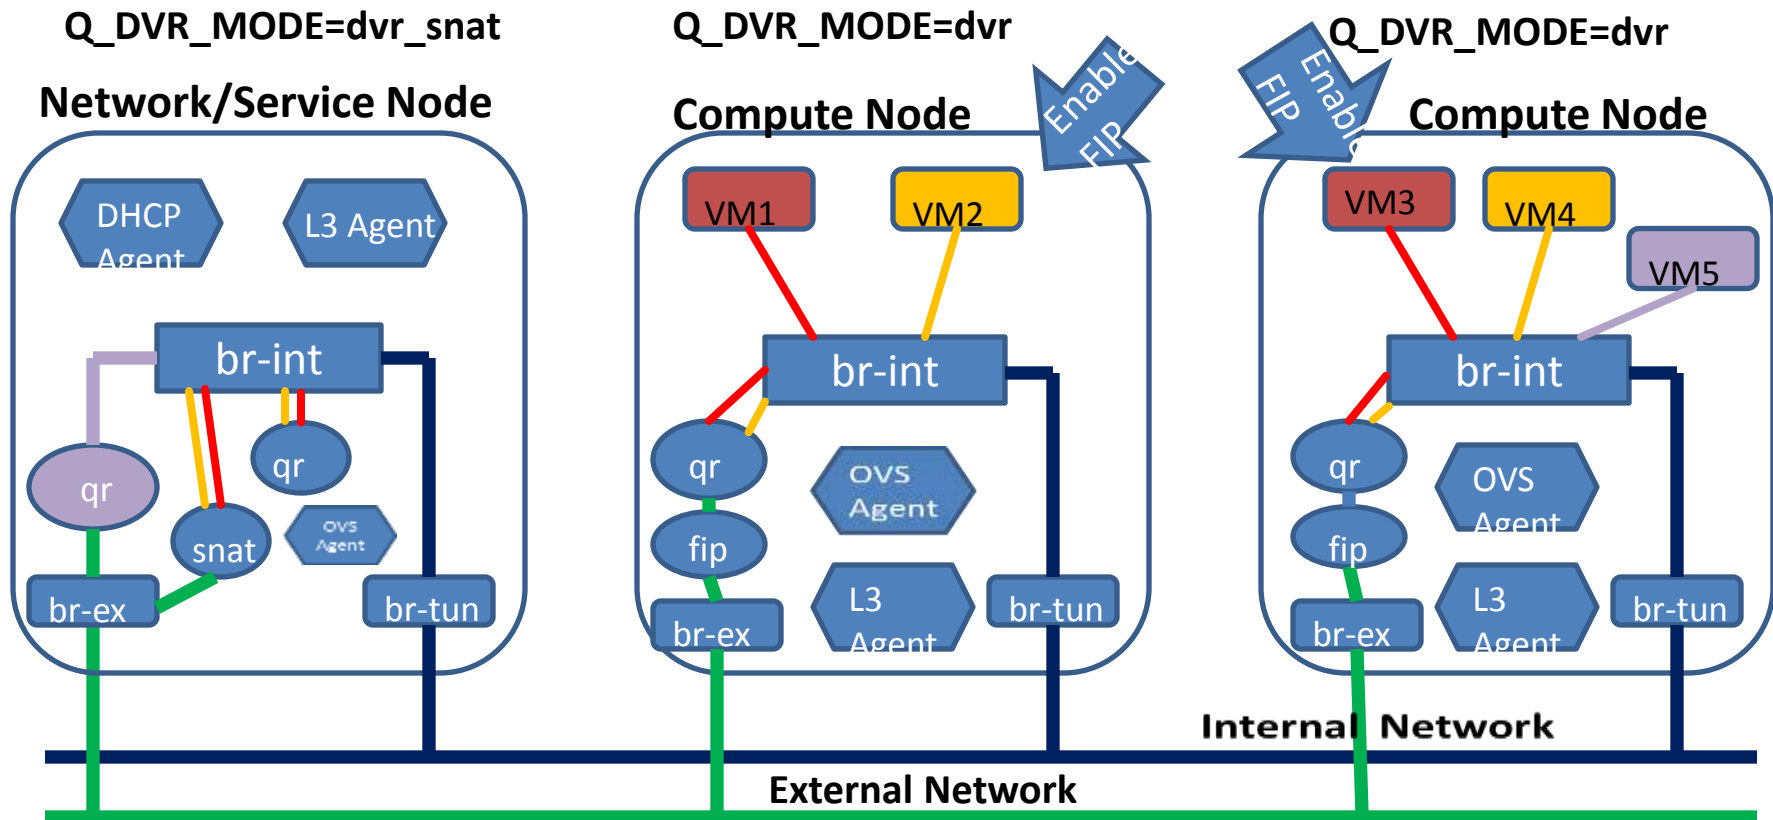 Q_DVR_MODE=dvr_snat
Q_DVR_MODE=dvr
Q_DVR_MODE=dvr
Network/Service Node
Compute Node
Enable
FIP
Enable
FIP
Compute Node
DHCP
Agent
L3 Agent
VM1
VM2
VM3
VM4
VM5
br-int
br-int
br-int
qr
qr
snat
OVS
Agent
br-ex
br-tun
qr
OVS
Agent
fip
L3
Agent
br-ex
br-tun
qr
OVS
Agent
fip
L3
Agent
br-ex
br-tun
Internal Network
External Network